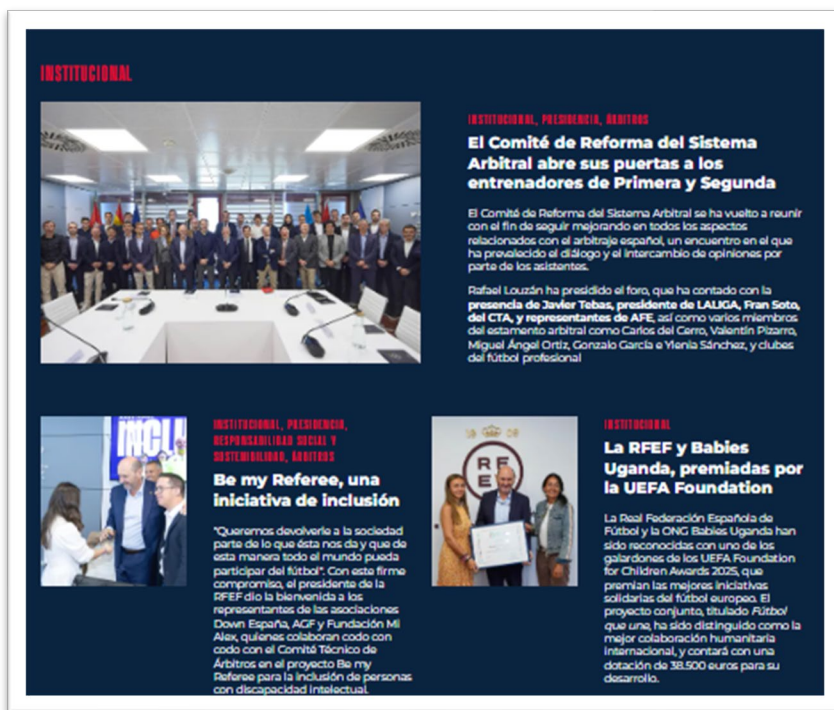 INSTITUCIONAL
INSTITUCIONAL, PRESIDENCIA, ÁRBITROS
El Comité de Reforma del Sistema
Arbitral abre sus puertas a los
entrenadores de Primera y Segunda
El Comité de Reforma del Sistema Arbitral se ha vuelto a reunir
con el fin de seguir mejorando en todos los aspectos
relacionados con el arbitraje español, un encuentro en el que
ha prevalecido el diálogo y el intercambio de opiniones por
parte de los asistentes.
Rafael Louzán ha presidido el foro, que ha contado con la
presencia de Javier Tebas, presidente de LALIGA, Fran Soto,
del CTA, y representantes de AFE, así como varios miembros
del estamento arbitral como Carlos del Cerro, Valentín Pizarro,
Miguel Ángel Ortiz, Gonzalo García e Ylenia Sánchez, y clubes
del fútbol profesional
INCLU
INSTITUCIONAL, PRESIDENCIA,
RESPONSABILIDAD SOCIAL Y
SOSTENIBILIDAD, ÁRBITROS
Be my Referee, una
iniciativa de inclusión
"Queremos devolverle a la sociedad
parte de lo que ésta nos da y que de
esta manera todo el mundo pueda
participar del fútbol". Con este firme
compromiso, el presidente de la
RFEF dio la bienvenida a los
representantes de las asociaciones
Down España, AGF y Fundación Mi
Alex, quienes colaboran codo con
codo con el Comité Técnico de
Árbitros en el proyecto Be my
Referee para la inclusión de personas
con discapacidad intelectual.
19 09
RF
EF
INSTITUCIONAL
La RFEF y Babies
Uganda, premiadas por
la UEFA Foundation
La Real Federación Española de
Fútbol y la ONG Babies Uganda han
sido reconocidas con uno de los
galardones de los UEFA Foundation
for Children Awards 2025, que
premian las mejores iniciativas
solidarias del fútbol europeo. El
proyecto conjunto, titulado Fútbol
que une, ha sido distinguido como la
mejor colaboración humanitaria
internacional, y contará con una
dotación de 38.500 euros para su
desarrollo.